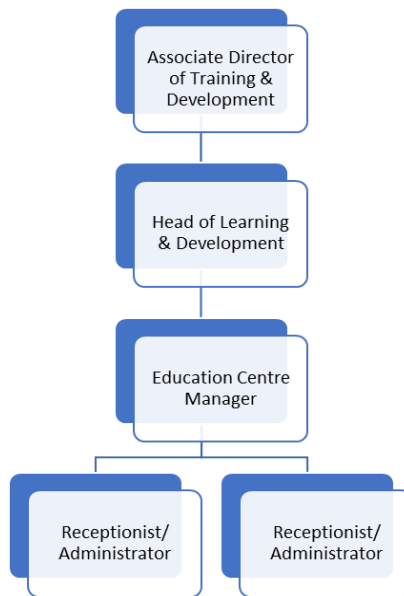 Associate Director
of Training &
Development
Head of Learning
& Development
Education Centre
Manager
Receptionist/
Administrator
Receptionist/
Administrator